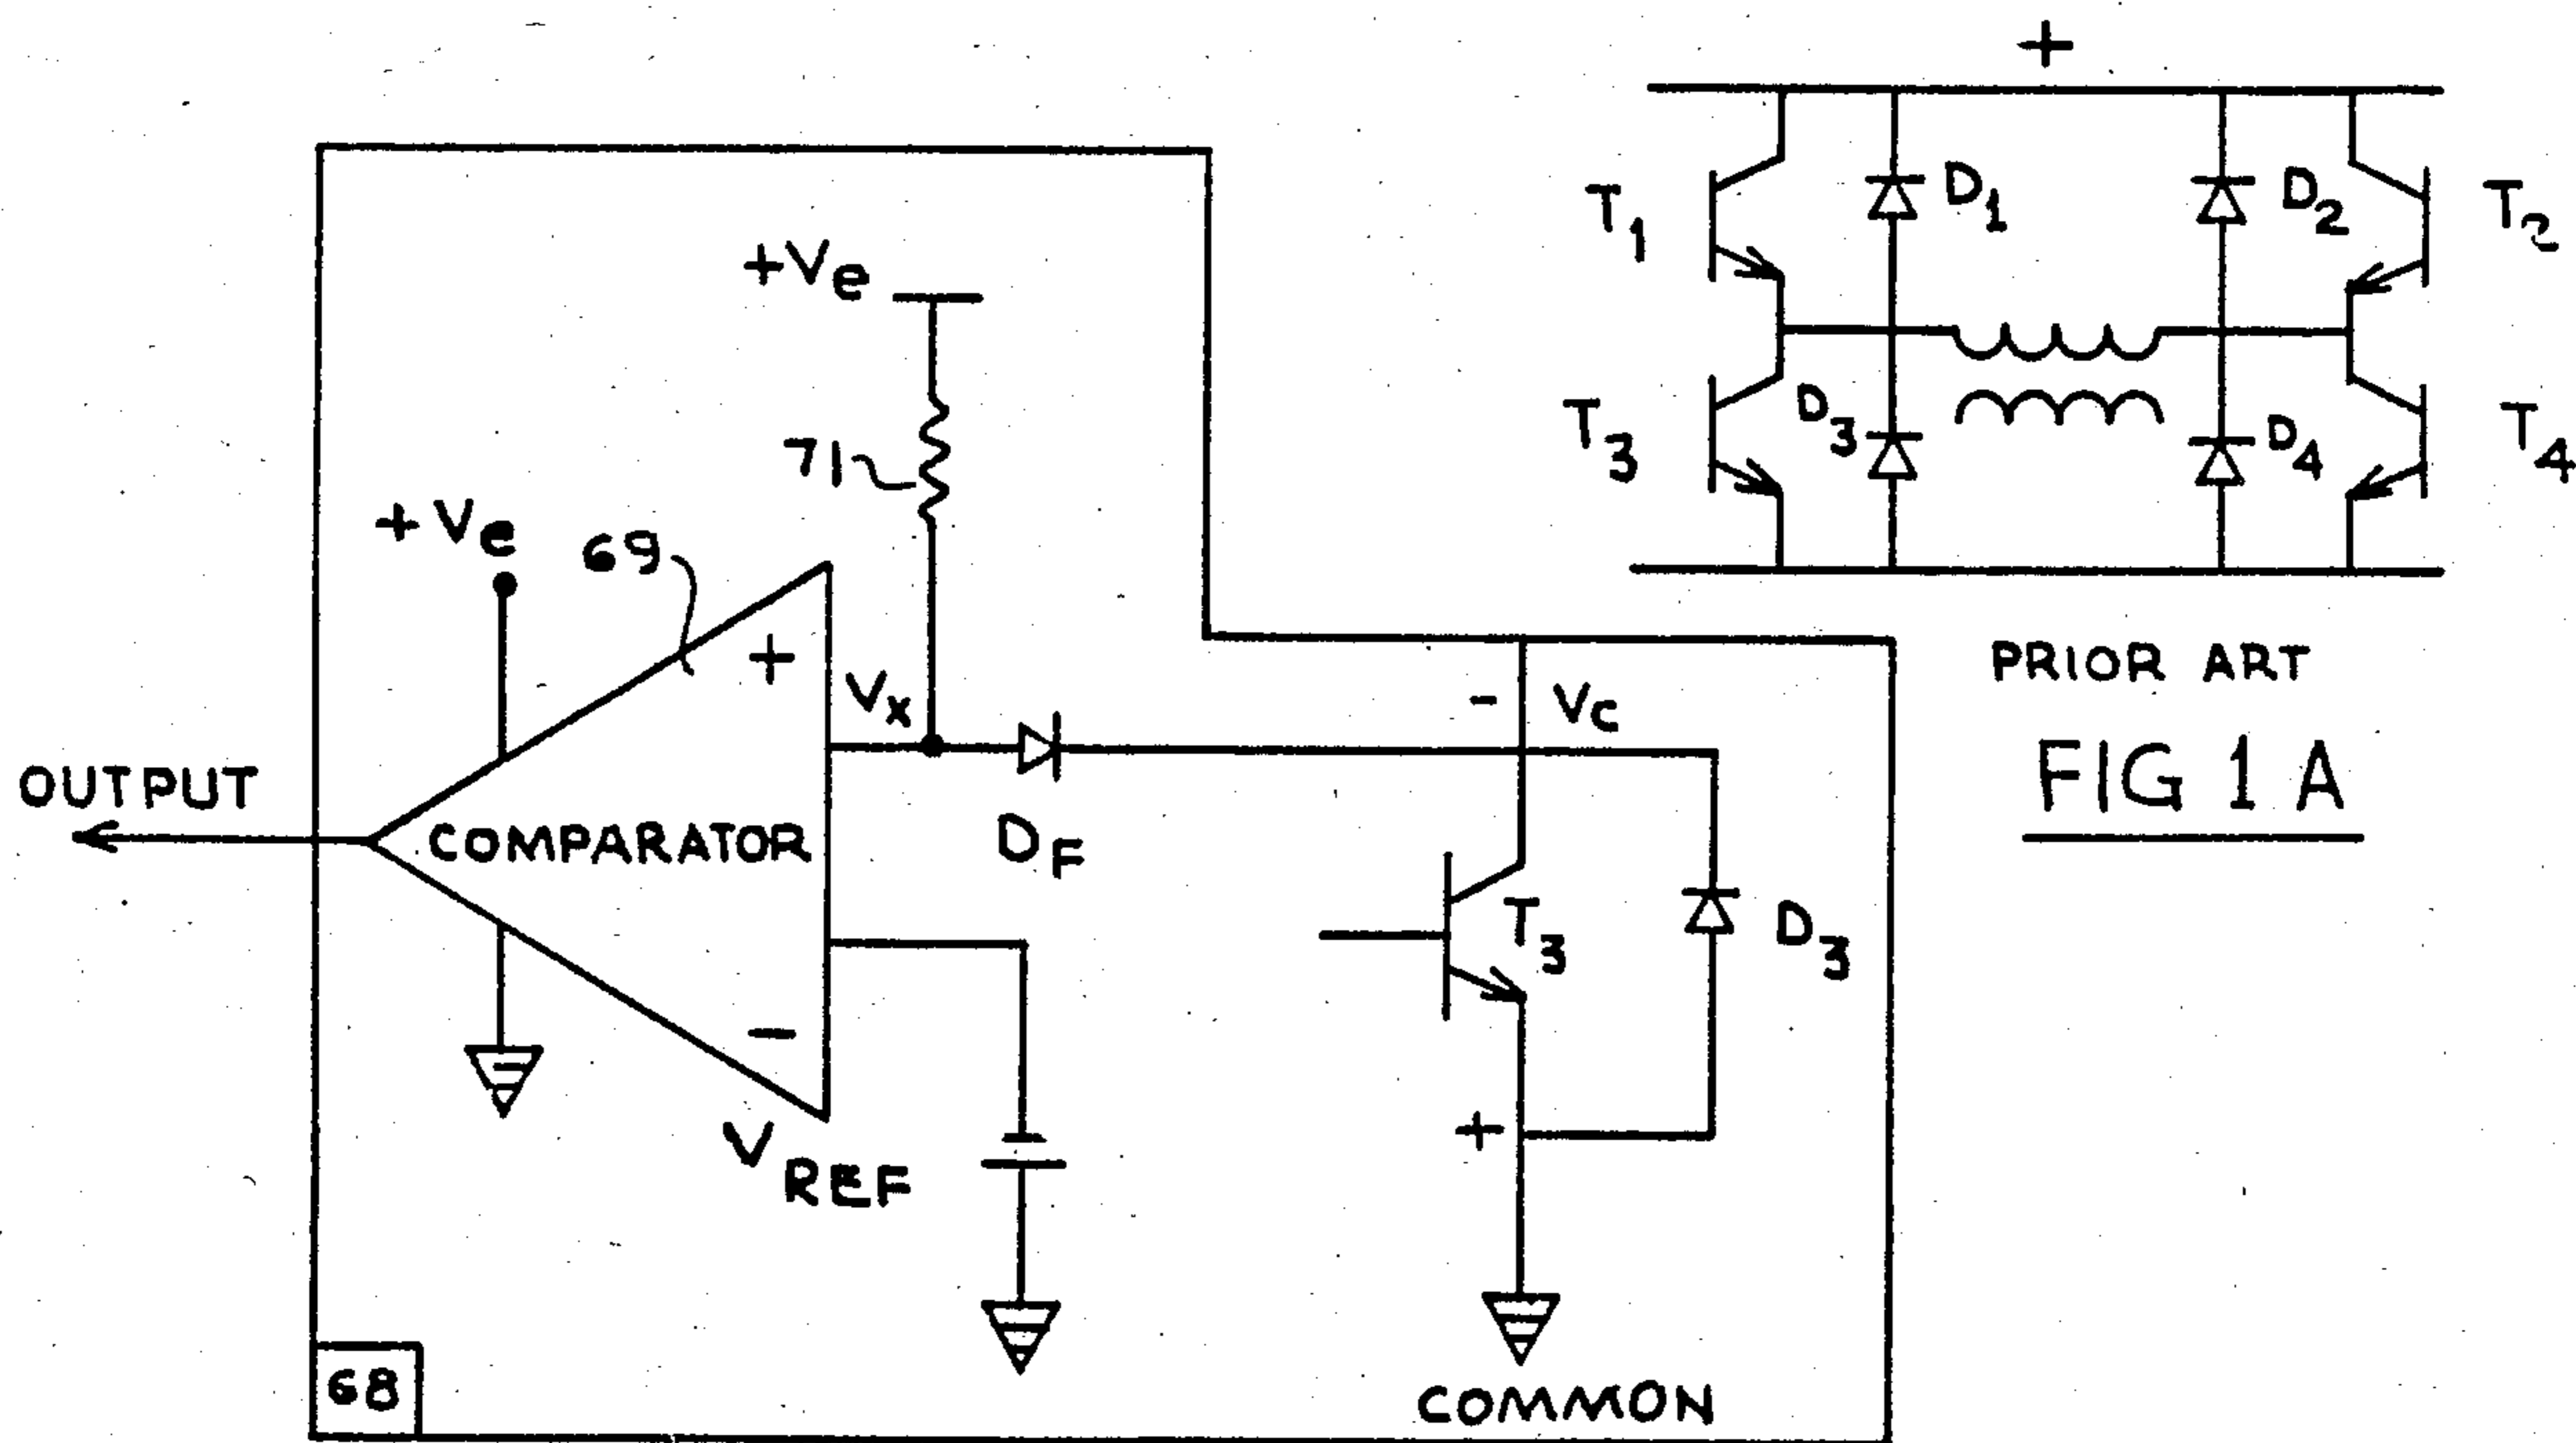 +
T1
D1
D2
T2
T3
D3
D4
T4
PRIOR ART
FIG 1 A
+Ve
71
+Ve
69
+
Vx
DF
-
Vc
OUTPUT
COMPARATOR
T3
D3
-
+
VREF
68
COMMON